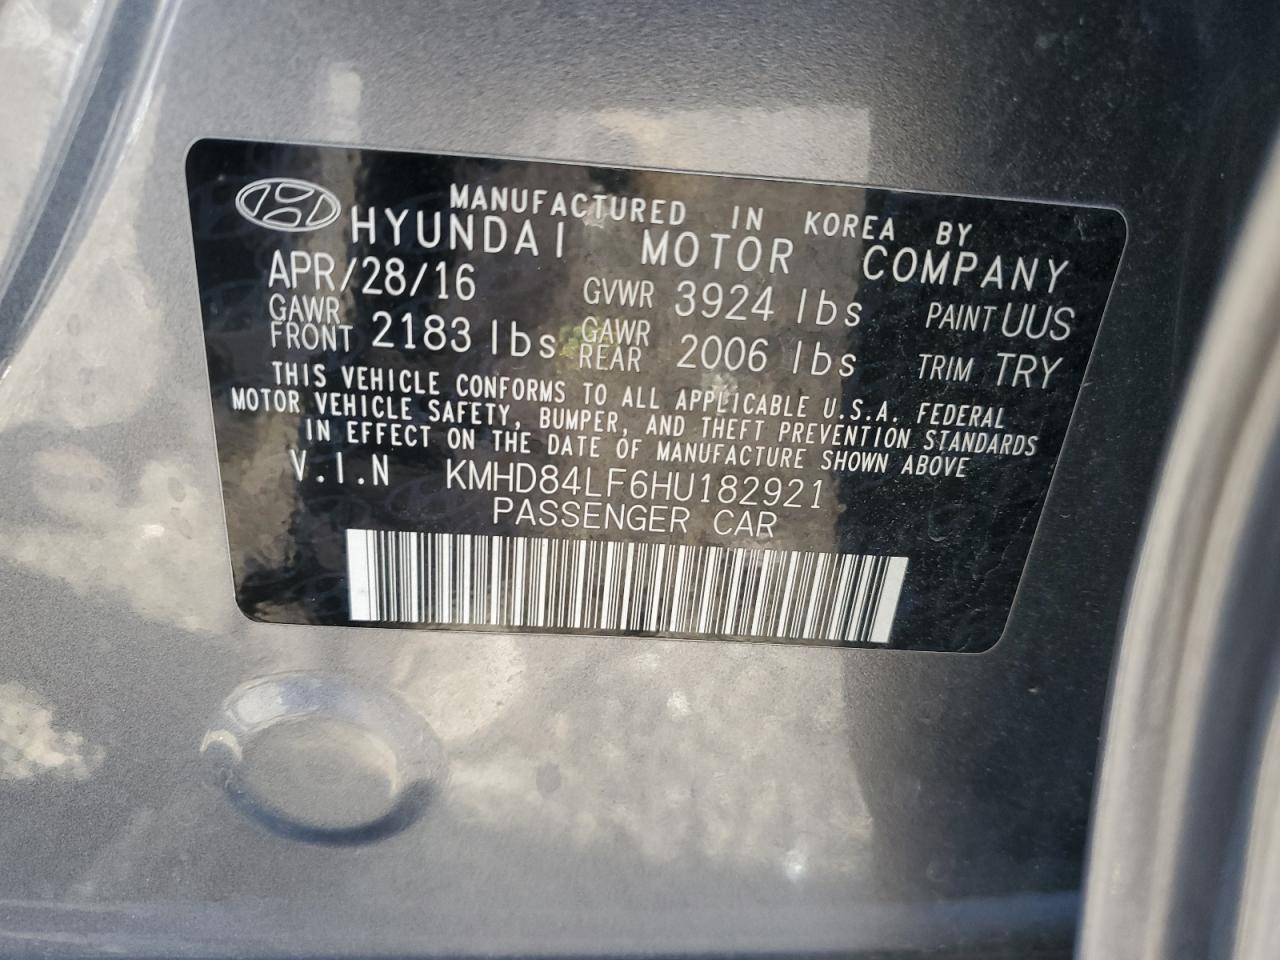 MANUFACTURED IN KOREA BY
HYUNDAI MOTOR COMPANY
APR/28/16 GVWR 3924 lbs PAINT UUS
GAWR FRONT 2183 lbs GAWR REAR 2006 lbs TRIM TRY
THIS VEHICLE CONFORMS TO ALL APPLICABLE U.S.A. FEDERAL
MOTOR VEHICLE SAFETY, BUMPER, AND THEFT PREVENTION STANDARDS
IN EFFECT ON THE DATE OF MANUFACTURE SHOWN ABOVE
V.I.N KMHD84LF6HU182921
PASSENGER CAR